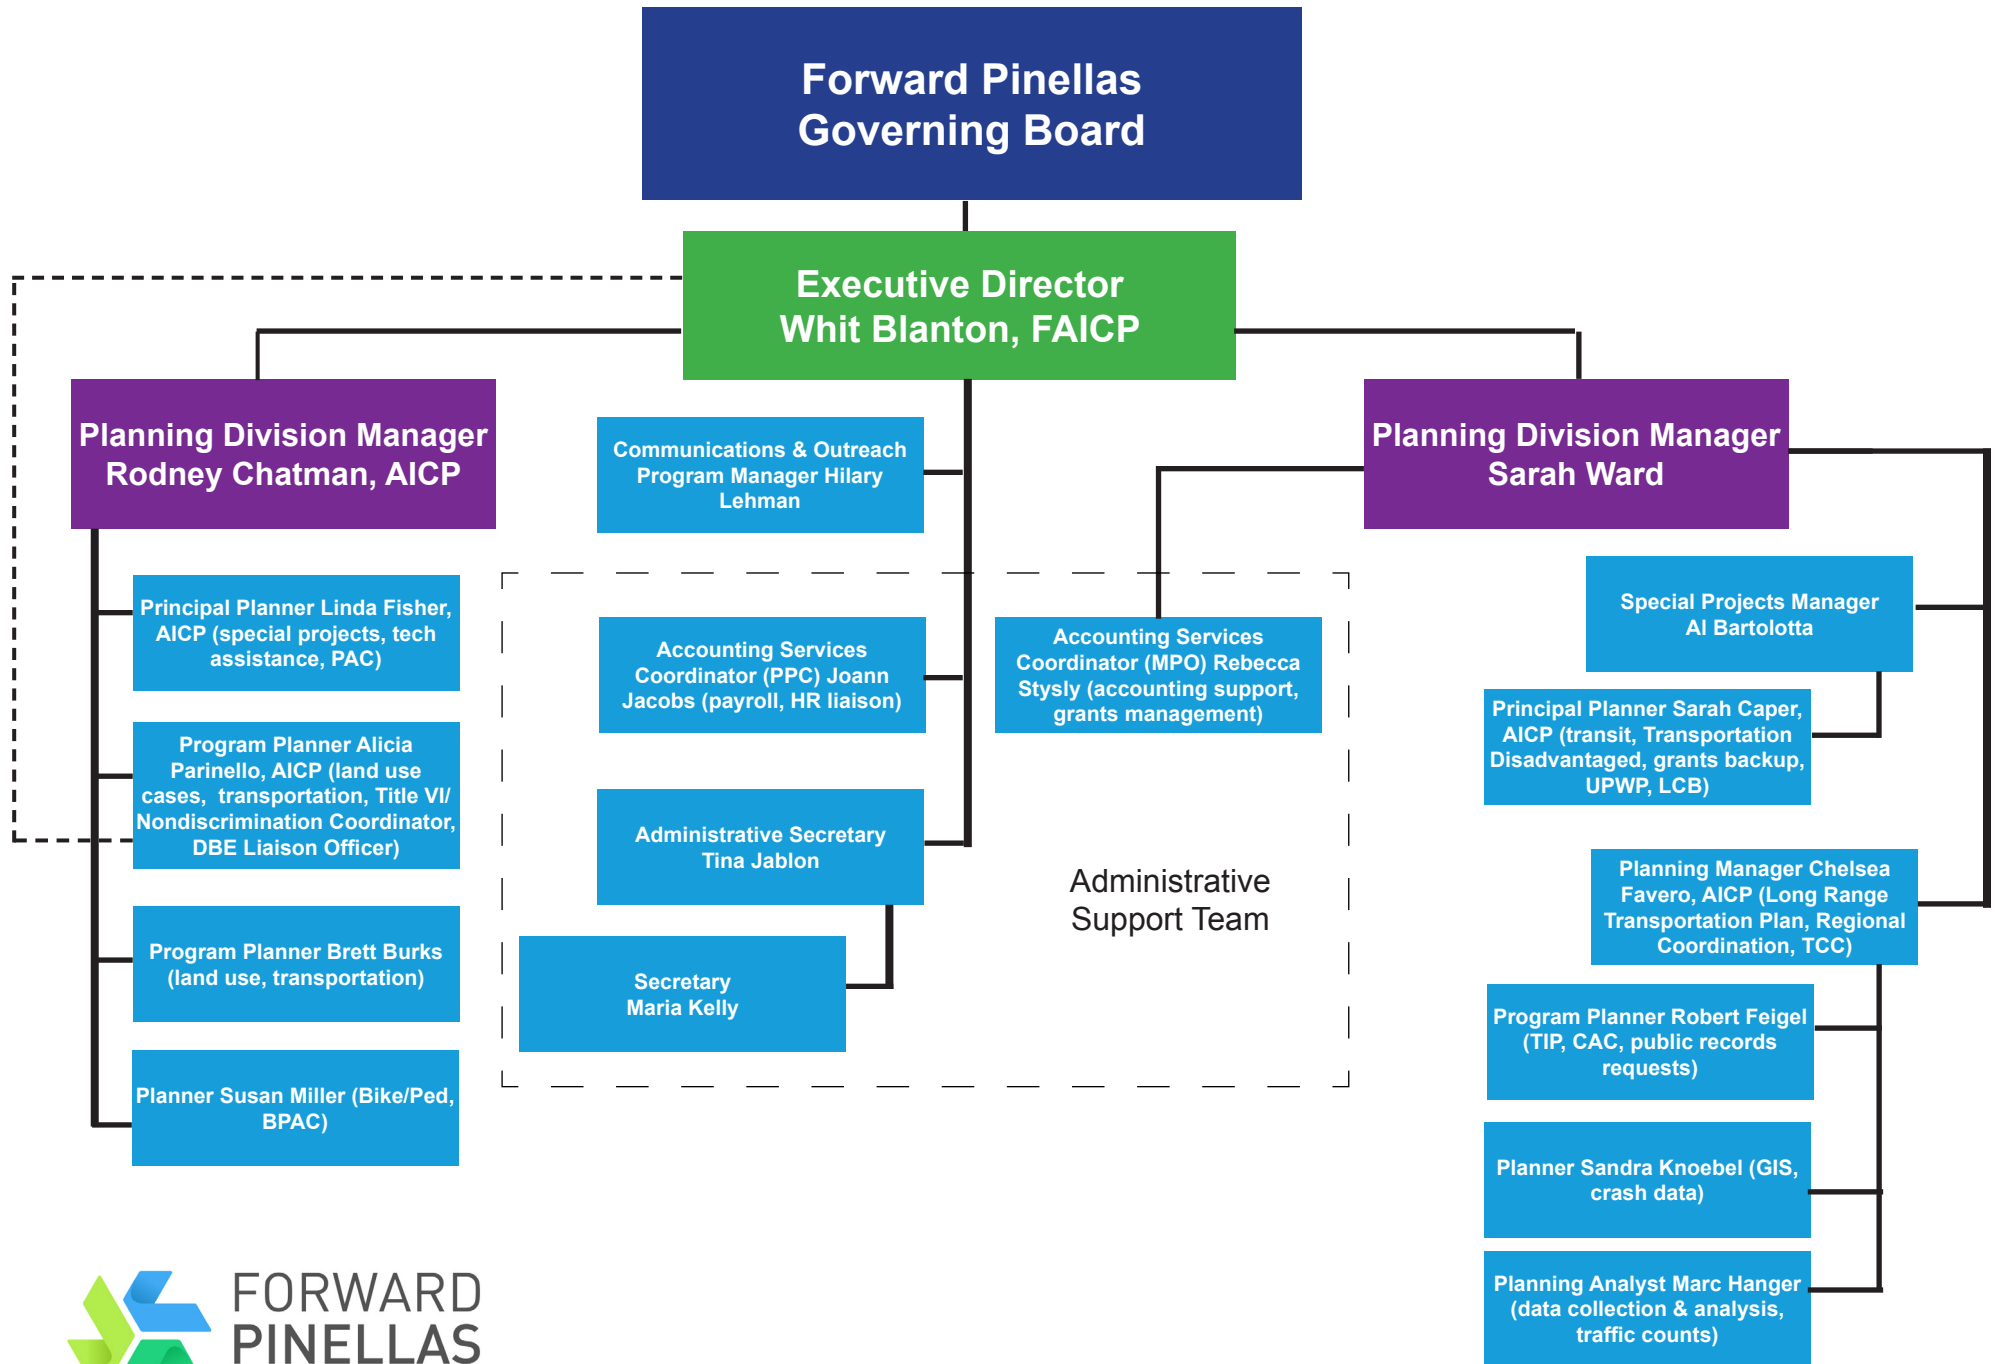 Forward Pinellas
Governing Board
Executive Director
Whit Blanton, FAICP
Planning Division Manager
Rodney Chatman, AICP
Communications & Outreach
Program Manager Hilary
Lehman
Planning Division Manager
Sarah Ward
Principal Planner Linda Fisher,
AICP (special projects, tech
assistance, PAC)
Program Planner Alicia
Parinello, AICP (land use
cases, transportation, Title VI/
Nondiscrimination Coordinator,
DBE Liaison Officer)
Program Planner Brett Burks
(land use, transportation)
Planner Susan Miller (Bike/Ped,
BPAC)
Accounting Services
Coordinator (PPC) Joann
Jacobs (payroll, HR liaison)
Administrative Secretary
Tina Jablon
Secretary
Maria Kelly
Accounting Services
Coordinator (MPO) Rebecca
Stysly (accounting support,
grants management)
Administrative
Support Team
Special Projects Manager
Al Bartolotta
Principal Planner Sarah Caper,
AICP (transit, Transportation
Disadvantaged, grants backup,
UPWP, LCB)
Planning Manager Chelsea
Favero, AICP (Long Range
Transportation Plan, Regional
Coordination, TCC)
Program Planner Robert Feigel
(TIP, CAC, public records
requests)
Planner Sandra Knoebel (GIS,
crash data)
Planning Analyst Marc Hanger
(data collection & analysis,
traffic counts)
FORWARD
PINELLAS